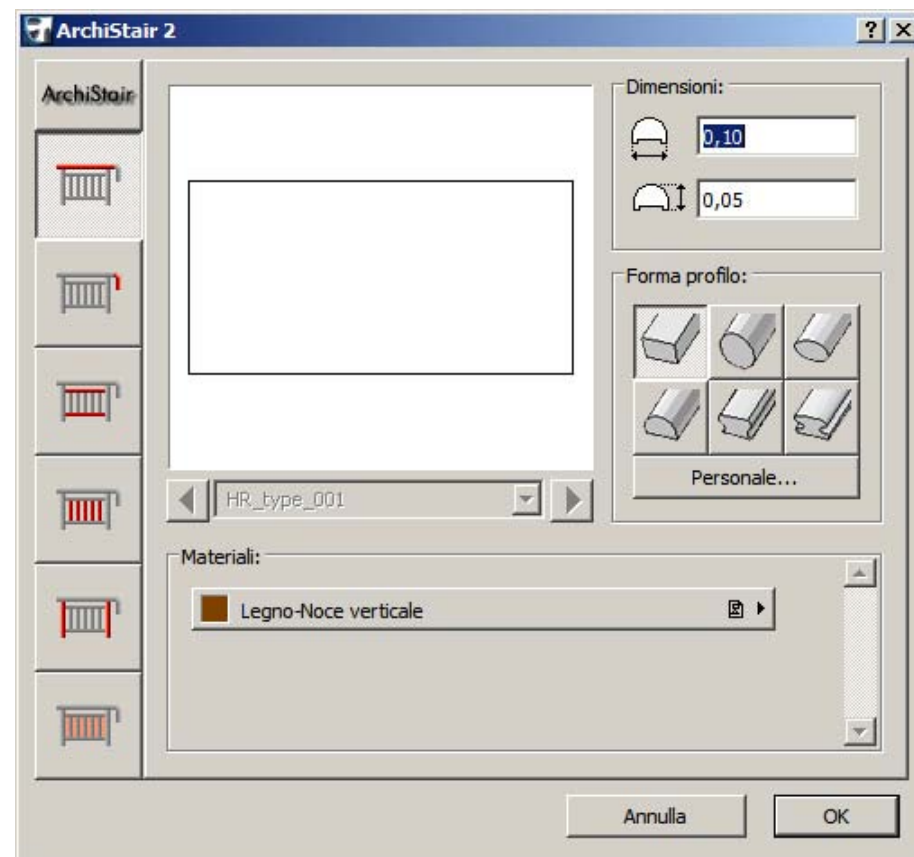 ArchiStair 2
ArchiStair
Dimensioni:
0,10
0,05
Forma profilo:
Personale...
HR_type_001
Materiali:
Legno-Noce verticale
Annulla
OK